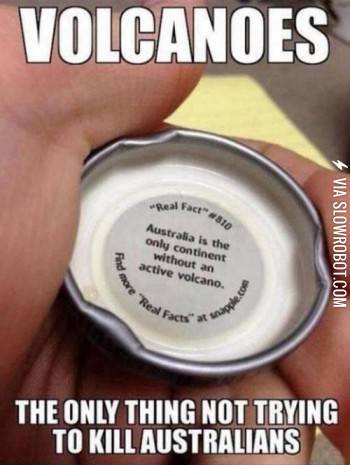 VOLCANOES
"Real Fact" #810
Australia is the
only continent
without an
active volcano.
Find more "Real Facts" at snapple.com
VIA SLOWROBOT.COM
THE ONLY THING NOT TRYING
TO KILL AUSTRALIANS